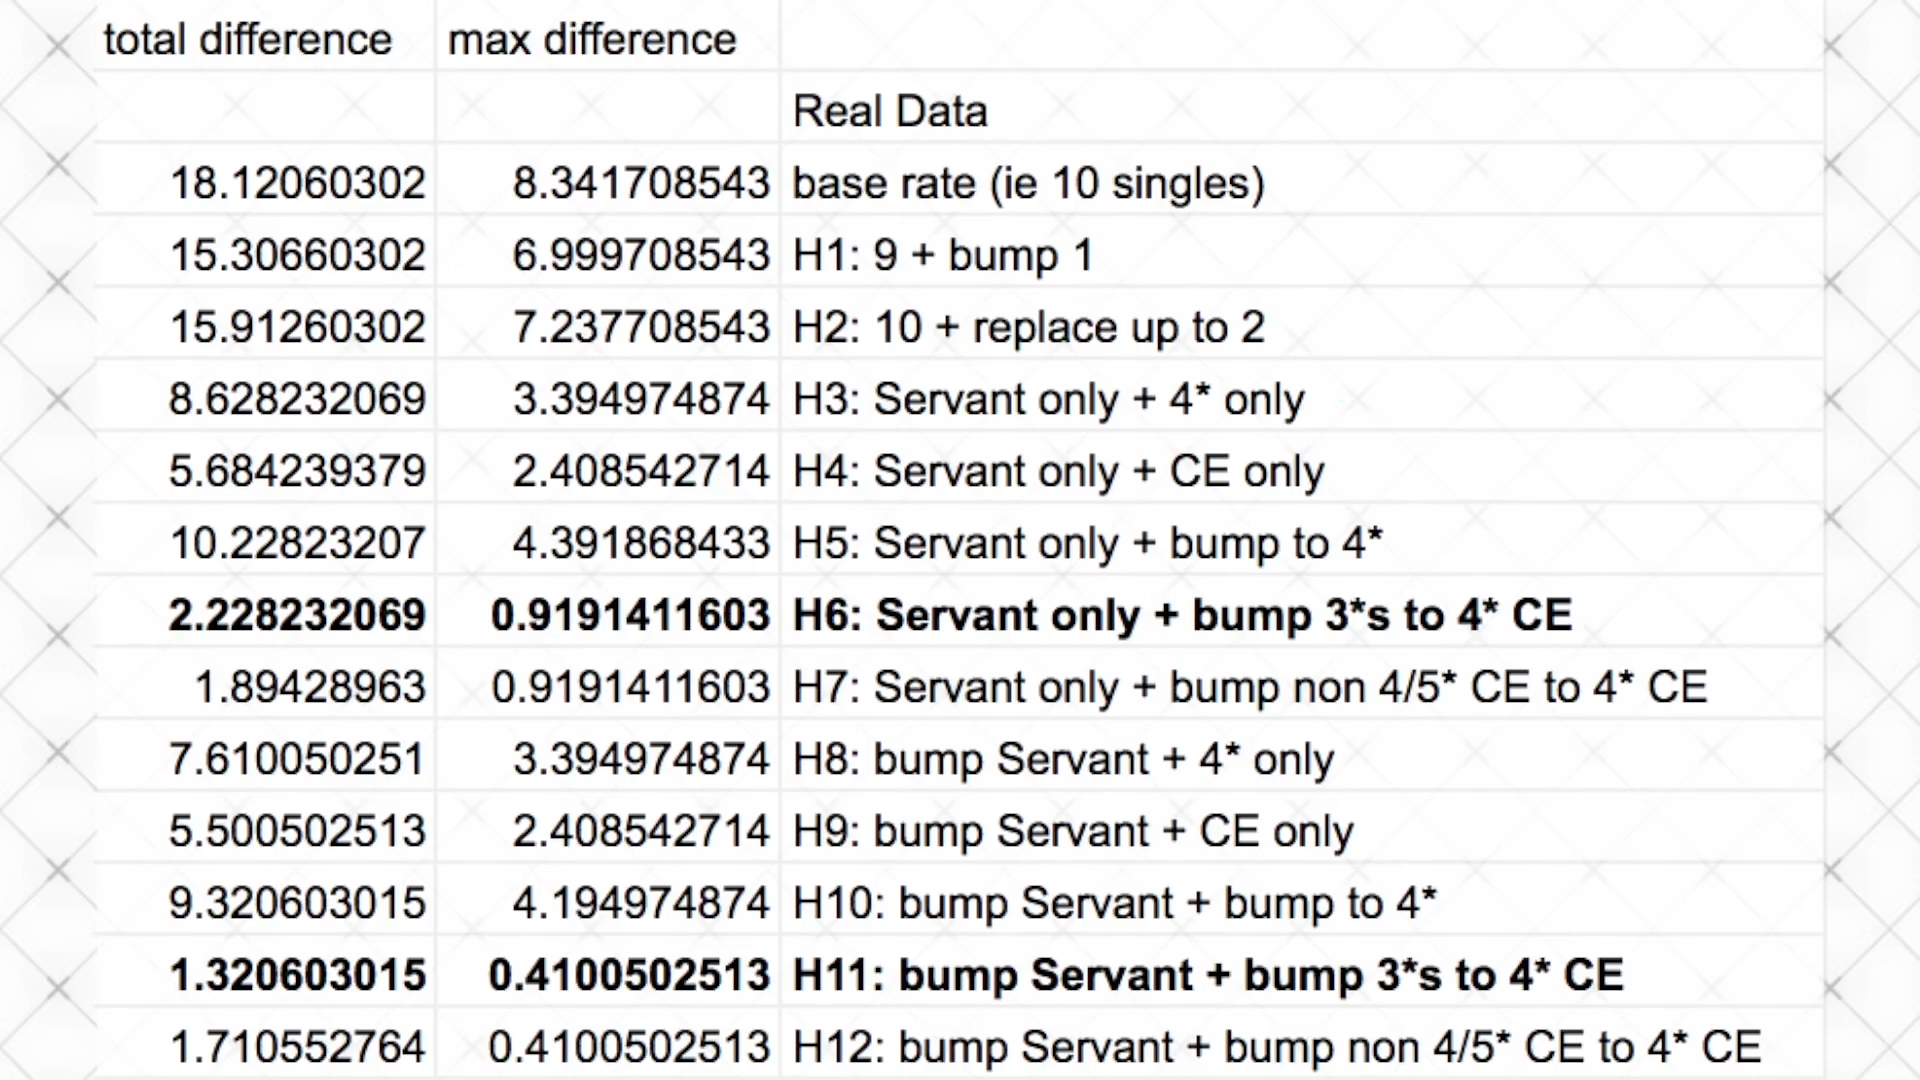 total difference max difference
Real Data
18.12060302 8.341708543 base rate (ie 10 singles)
15.30660302 6.999708543 H1: 9 + bump 1
15.91260302 7.237708543 H2: 10 + replace up to 2
8.628232069 3.394974874 H3: Servant only + 4* only
5.684239379 2.408542714 H4: Servant only + CE only
10.22823207 4.391868433 H5: Servant only + bump to 4*
2.228232069 0.9191411603 H6: Servant only + bump 3*s to 4* CE
1.89428963 0.9191411603 H7: Servant only + bump non 4/5* CE to 4* CE
7.610050251 3.394974874 H8: bump Servant + 4* only
5.500502513 2.408542714 H9: bump Servant + CE only
9.320603015 4.194974874 H10: bump Servant + bump to 4*
1.320603015 0.4100502513 H11: bump Servant + bump 3*s to 4* CE
1.710552764 0.4100502513 H12: bump Servant + bump non 4/5* CE to 4* CE